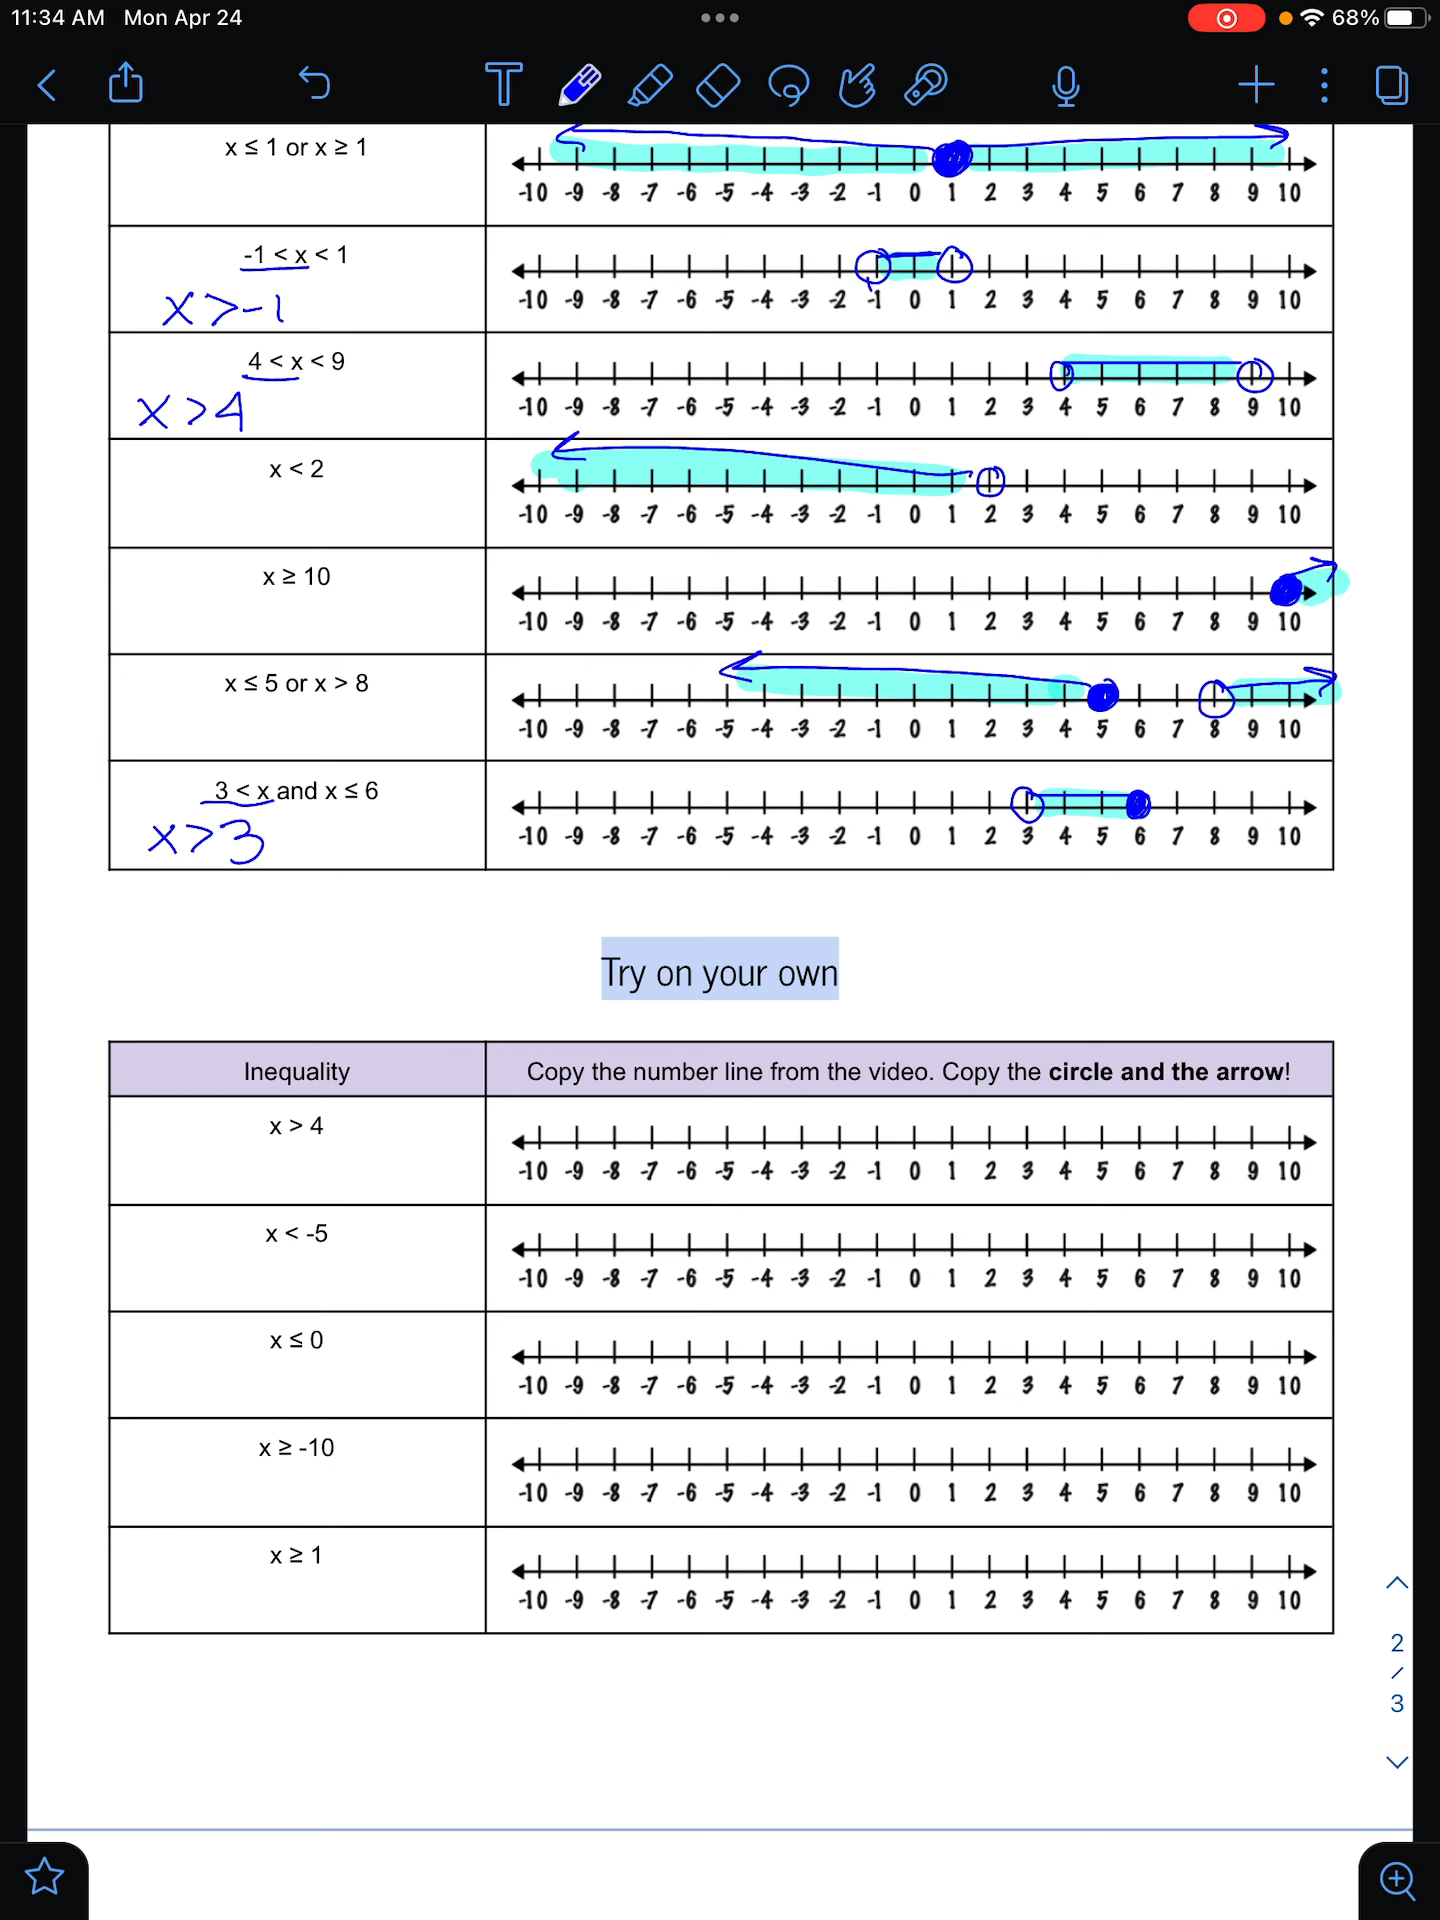 11:34 AM Mon Apr 24
68%
x ≤ 1 or x ≥ 1
-10 -9 -8 -7 -6 -5 -4 -3 -2 -1 0 1 2 3 4 5 6 7 8 9 10
-1 < x < 1
x > -1
-10 -9 -8 -7 -6 -5 -4 -3 -2 -1 0 1 2 3 4 5 6 7 8 9 10
4 < x < 9
x > 4
-10 -9 -8 -7 -6 -5 -4 -3 -2 -1 0 1 2 3 4 5 6 7 8 9 10
x < 2
-10 -9 -8 -7 -6 -5 -4 -3 -2 -1 0 1 2 3 4 5 6 7 8 9 10
x ≥ 10
-10 -9 -8 -7 -6 -5 -4 -3 -2 -1 0 1 2 3 4 5 6 7 8 9 10
x ≤ 5 or x > 8
-10 -9 -8 -7 -6 -5 -4 -3 -2 -1 0 1 2 3 4 5 6 7 8 9 10
3 < x and x ≤ 6
x > 3
-10 -9 -8 -7 -6 -5 -4 -3 -2 -1 0 1 2 3 4 5 6 7 8 9 10
Try on your own
Inequality
Copy the number line from the video. Copy the circle and the arrow!
x > 4
-10 -9 -8 -7 -6 -5 -4 -3 -2 -1 0 1 2 3 4 5 6 7 8 9 10
x < -5
-10 -9 -8 -7 -6 -5 -4 -3 -2 -1 0 1 2 3 4 5 6 7 8 9 10
x ≤ 0
-10 -9 -8 -7 -6 -5 -4 -3 -2 -1 0 1 2 3 4 5 6 7 8 9 10
x ≥ -10
-10 -9 -8 -7 -6 -5 -4 -3 -2 -1 0 1 2 3 4 5 6 7 8 9 10
x ≥ 1
-10 -9 -8 -7 -6 -5 -4 -3 -2 -1 0 1 2 3 4 5 6 7 8 9 10
2
/
3